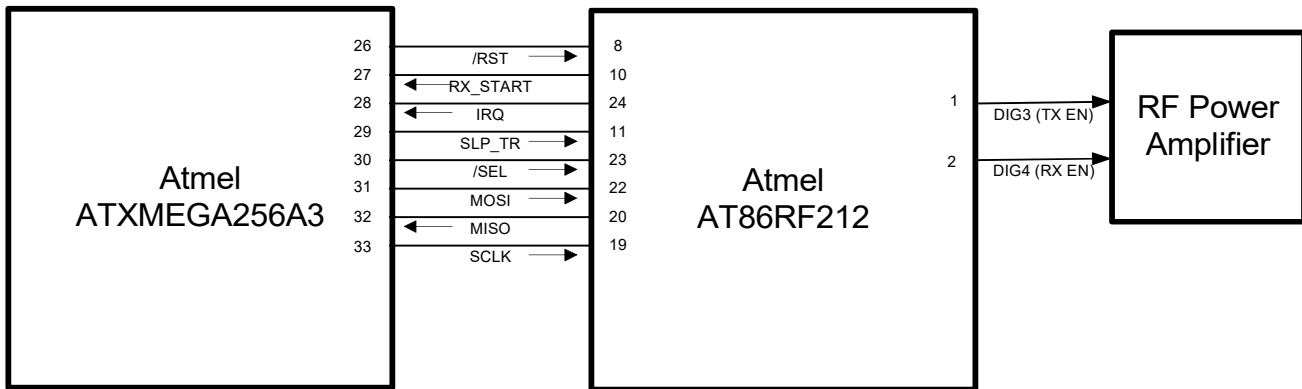 Atmel
ATXMEGA256A3
26
/RST
8
27
RX_START
10
28
IRQ
24
29
SLP_TR
11
30
/SEL
23
31
MOSI
22
32
MISO
20
33
SCLK
19
Atmel
AT86RF212
1
DIG3 (TX EN)
2
DIG4 (RX EN)
RF Power
Amplifier